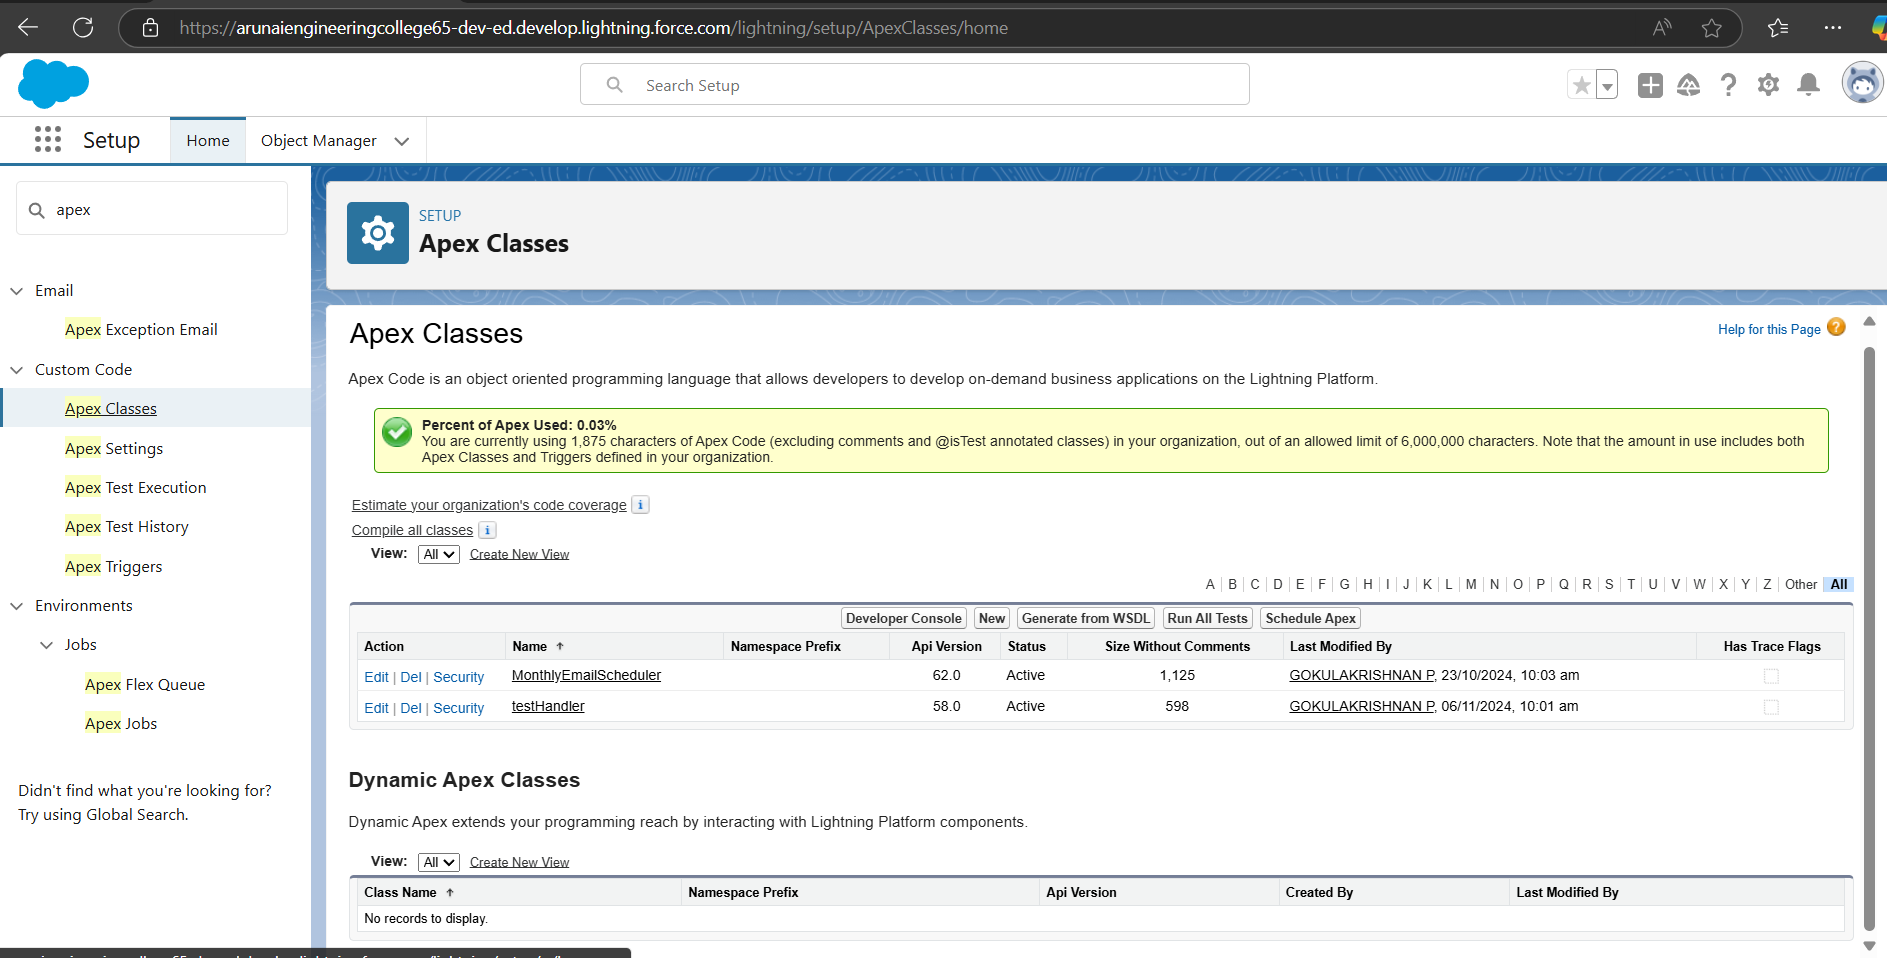 https://arunaiengineeringcollege65-dev-ed.develop.lightning.force.com/lightning/setup/ApexClasses/home
Search Setup
Setup
Home
Object Manager
apex
Email
Apex Exception Email
Custom Code
Apex Classes
Apex Settings
Apex Test Execution
Apex Test History
Apex Triggers
Environments
Jobs
Apex Flex Queue
Apex Jobs
Didn't find what you're looking for?
Try using Global Search.
SETUP
Apex Classes
Apex Classes
Help for this Page ?
Apex Code is an object oriented programming language that allows developers to develop on-demand business applications on the Lightning Platform.
Percent of Apex Used: 0.03%
You are currently using 1,875 characters of Apex Code (excluding comments and @isTest annotated classes) in your organization, out of an allowed limit of 6,000,000 characters. Note that the amount in use includes both
Apex Classes and Triggers defined in your organization.
Estimate your organization's code coverage i
Compile all classes i
View: All Create New View
A | B | C | D | E | F | G | H | I | J | K | L | M | N | O | P | Q | R | S | T | U | V | W | X | Y | Z | Other | All
Developer Console New Generate from WSDL Run All Tests Schedule Apex
Action Name ↑ Namespace Prefix Api Version Status Size Without Comments Last Modified By Has Trace Flags
Edit | Del | Security MonthlyEmailScheduler 62.0 Active 1,125 GOKULAKRISHNAN P, 23/10/2024, 10:03 am
Edit | Del | Security testHandler 58.0 Active 598 GOKULAKRISHNAN P, 06/11/2024, 10:01 am
Dynamic Apex Classes
Dynamic Apex extends your programming reach by interacting with Lightning Platform components.
View: All Create New View
Class Name ↑ Namespace Prefix Api Version Created By Last Modified By
No records to display.